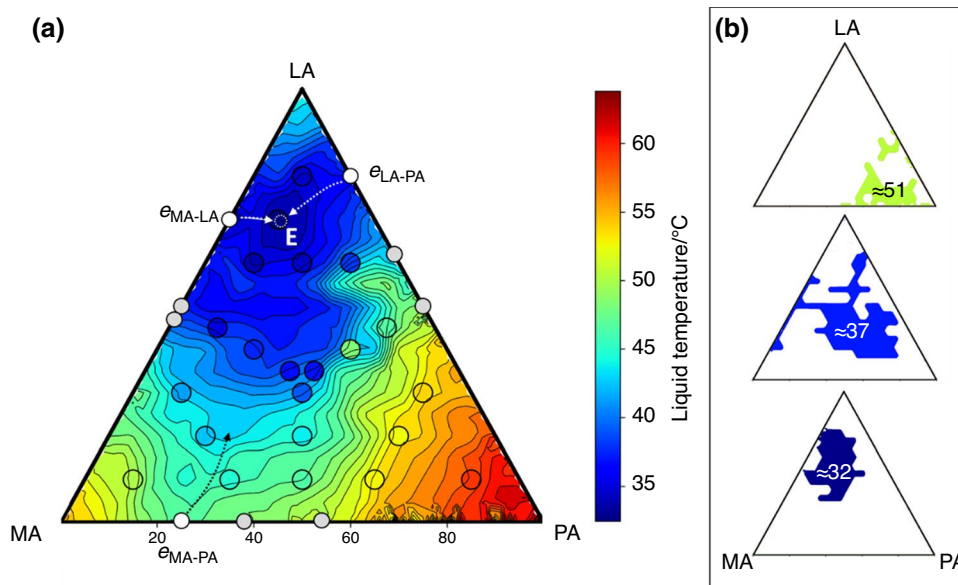 (a)
LA
eLA-PA
eMA-LA
E
MA
20
40
60
80
PA
eMA-PA
60
55
50
45
40
35
Liquid temperature/°C
(b)
LA
≈51
≈37
≈32
MA
PA